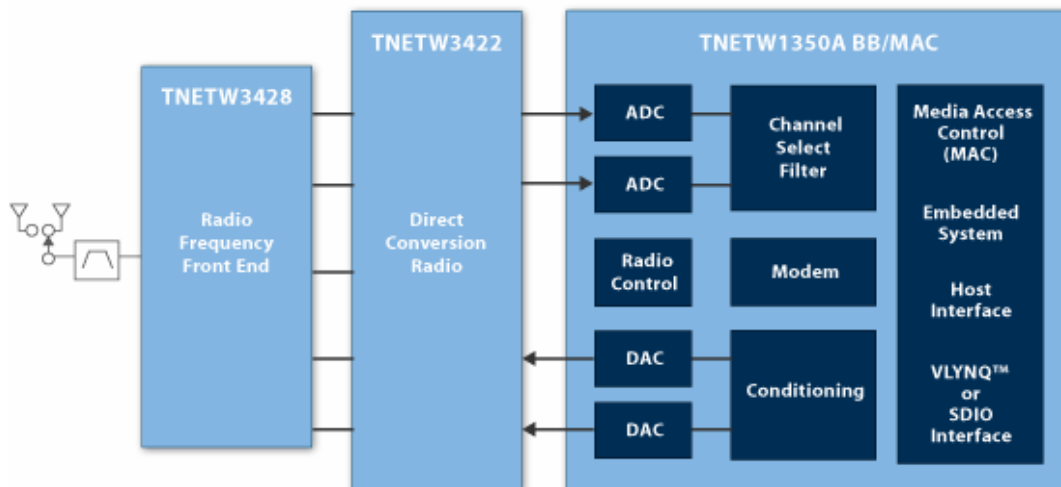 TNETW3428
Radio
Frequency
Front End
TNETW3422
Direct
Conversion
Radio
TNETW1350A BB/MAC
ADC
ADC
Channel
Select
Filter
Radio
Control
Modem
DAC
DAC
Conditioning
Media Access
Control
(MAC)
Embedded
System
Host
Interface
VLYNQ™
or
SDIO
Interface